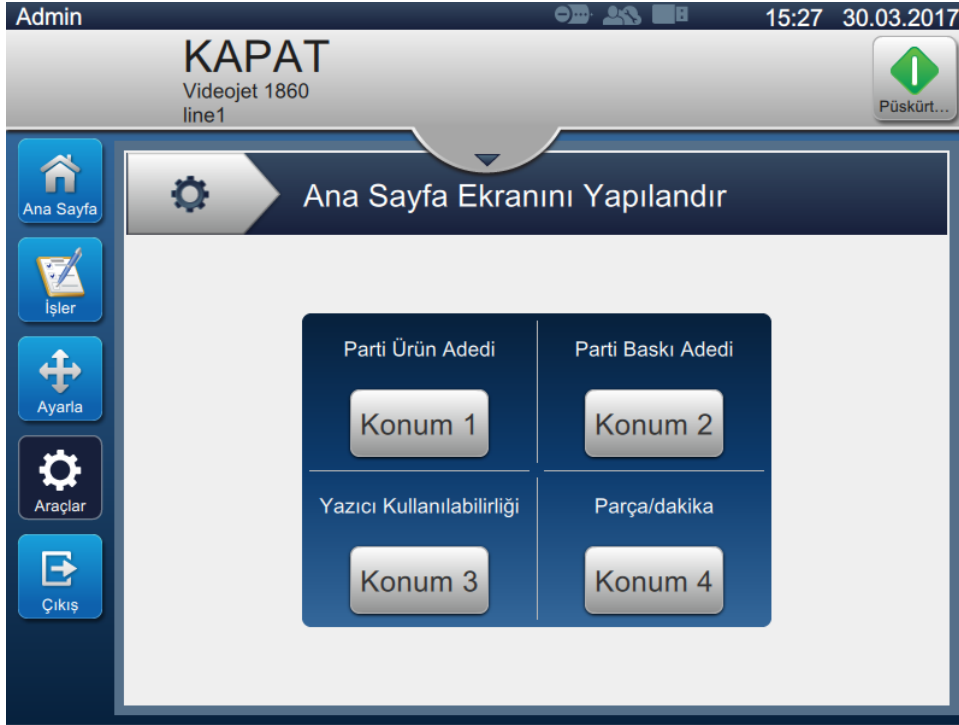 Admin
15:27 30.03.2017
KAPAT
Videojet 1860
line1
Püskürt...
Ana Sayfa
Ana Sayfa Ekranını Yapılandır
İşler
Ayarla
Araçlar
Çıkış
Parti Ürün Adedi
Parti Baskı Adedi
Konum 1
Konum 2
Yazıcı Kullanılabilirliği
Parça/dakika
Konum 3
Konum 4